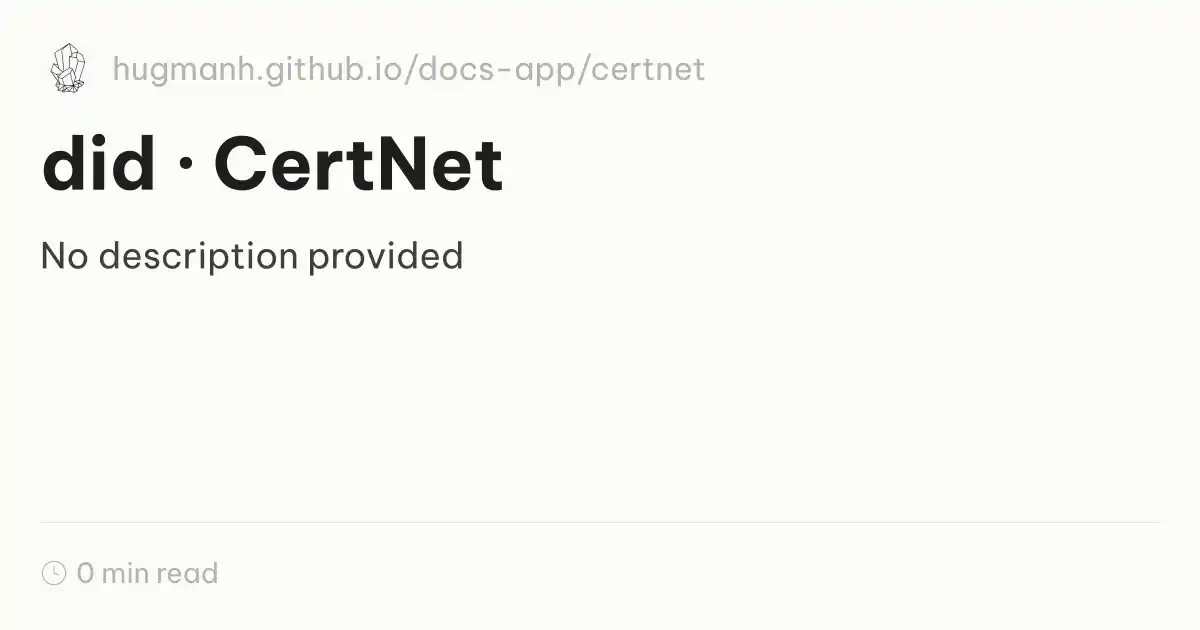 hugmanh.github.io/docs-app/certnet
did · CertNet
No description provided
0 min read